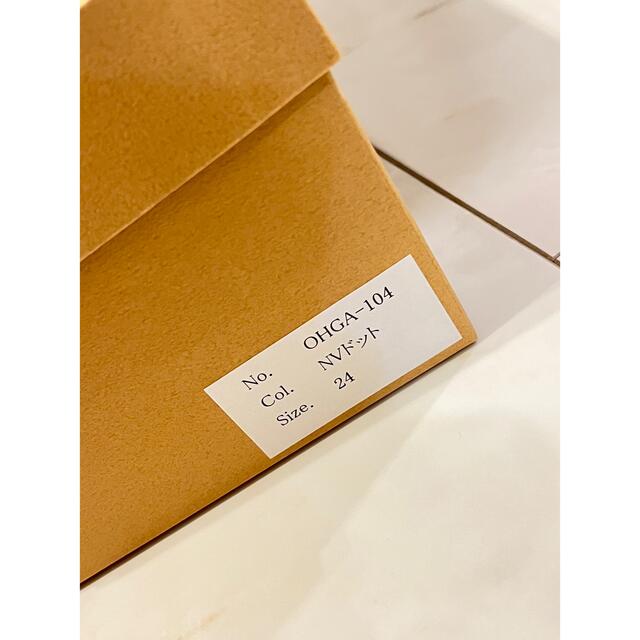 No. OHGA-104
Col. NVドット
Size. 24